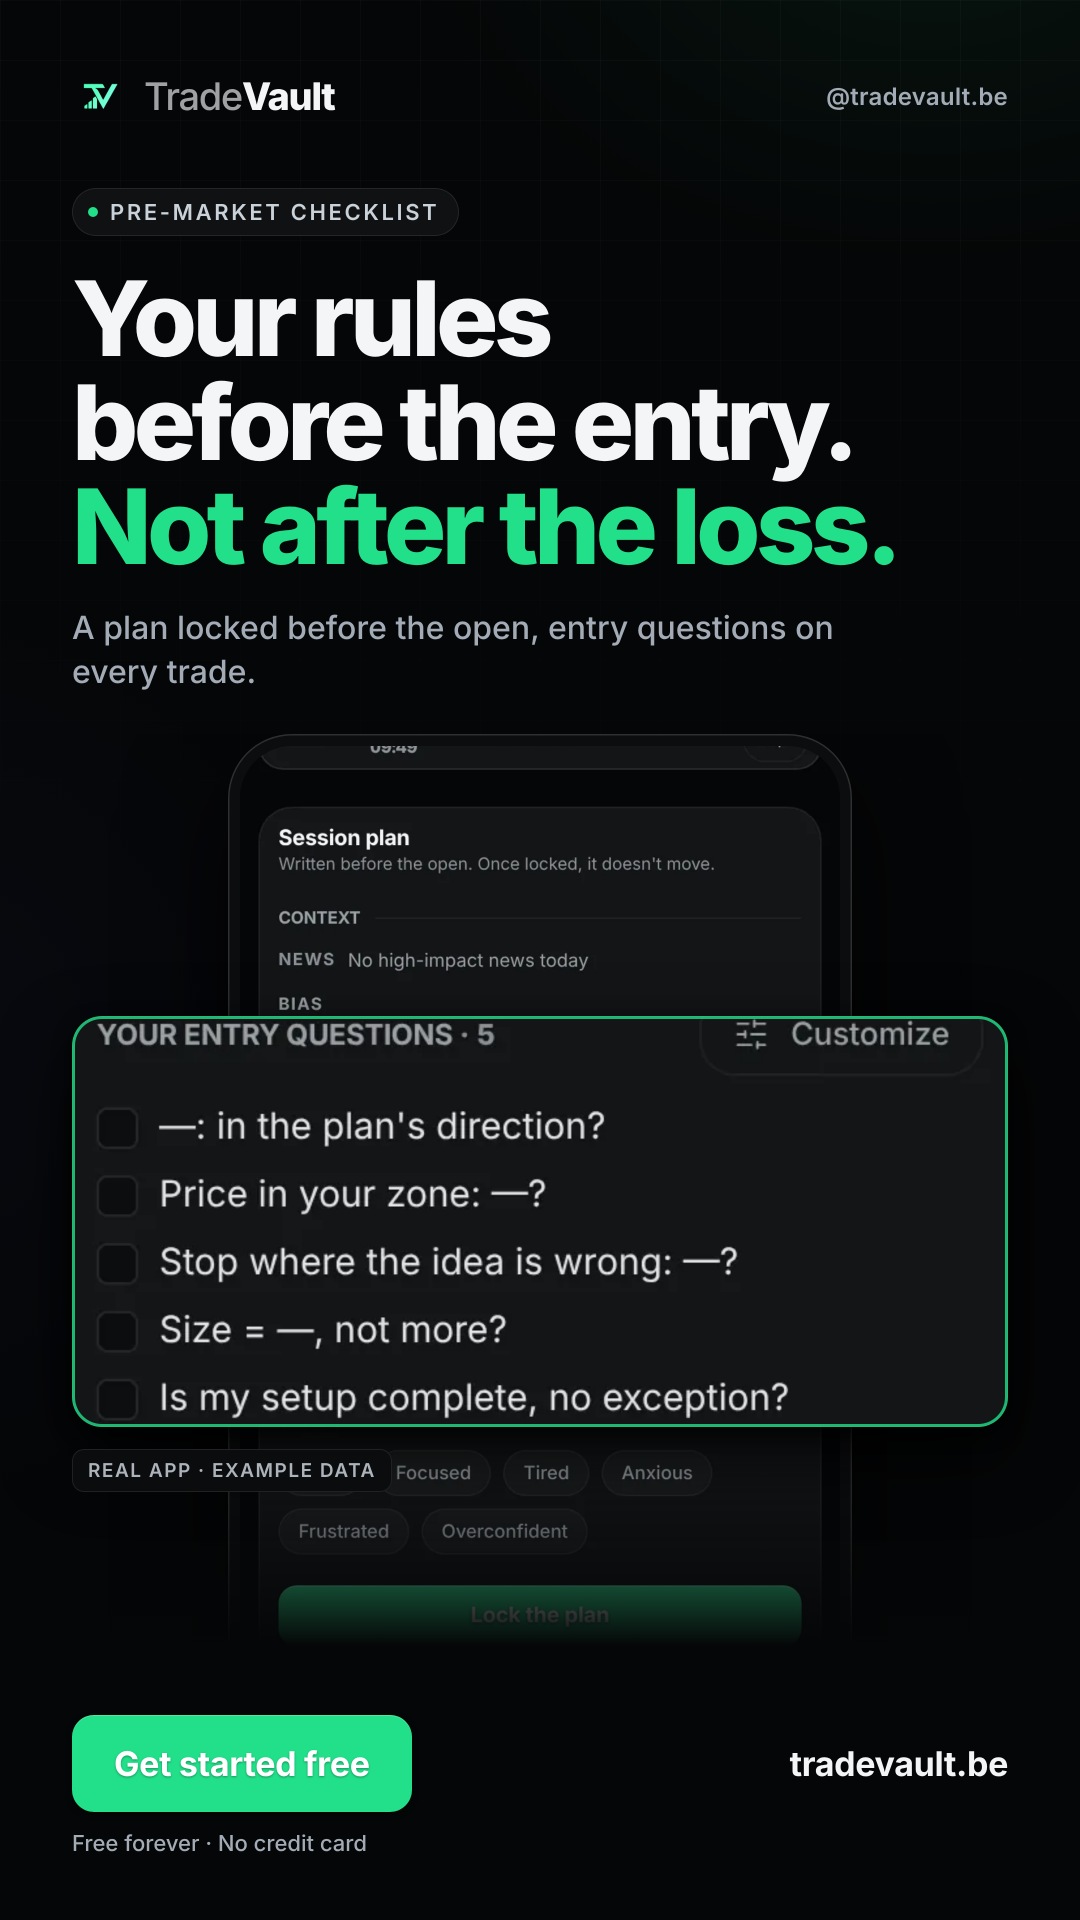 TradeVault
@tradevault.be
PRE-MARKET CHECKLIST
Your rules
before the entry.
Not after the loss.
A plan locked before the open, entry questions on
every trade.
09:49
Session plan
Written before the open. Once locked, it doesn't move.
CONTEXT
NEWS No high-impact news today
BIAS
YOUR ENTRY QUESTIONS · 5
Customize
—: in the plan's direction?
Price in your zone: —?
Stop where the idea is wrong: —?
Size = —, not more?
Is my setup complete, no exception?
REAL APP · EXAMPLE DATA
Focused Tired Anxious
Frustrated Overconfident
Lock the plan
Get started free
tradevault.be
Free forever · No credit card